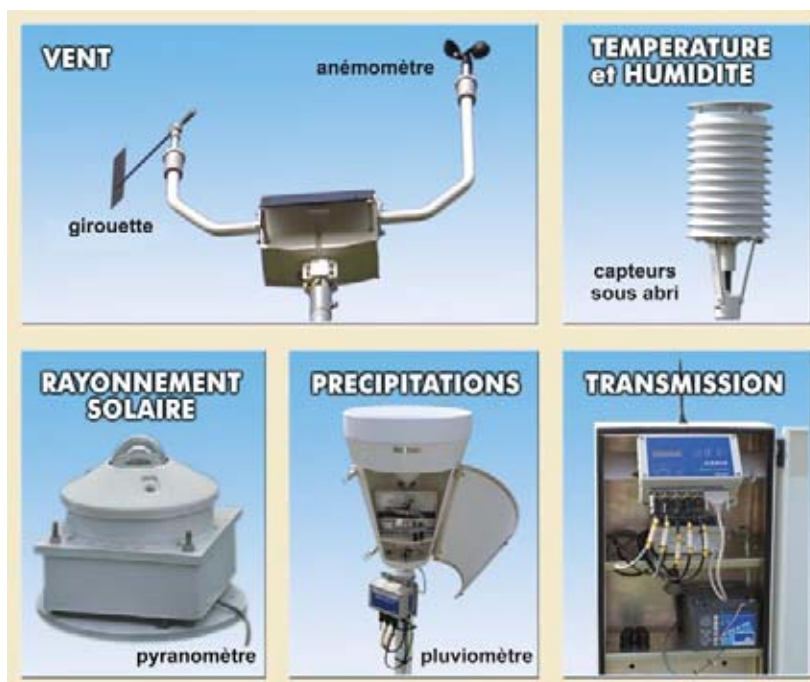 VENT
anémomètre
girouette
TEMPERATURE
et HUMIDITE
capteurs
sous abri
RAYONNEMENT
SOLAIRE
pyranomètre
PRECIPITATIONS
pluviomètre
TRANSMISSION